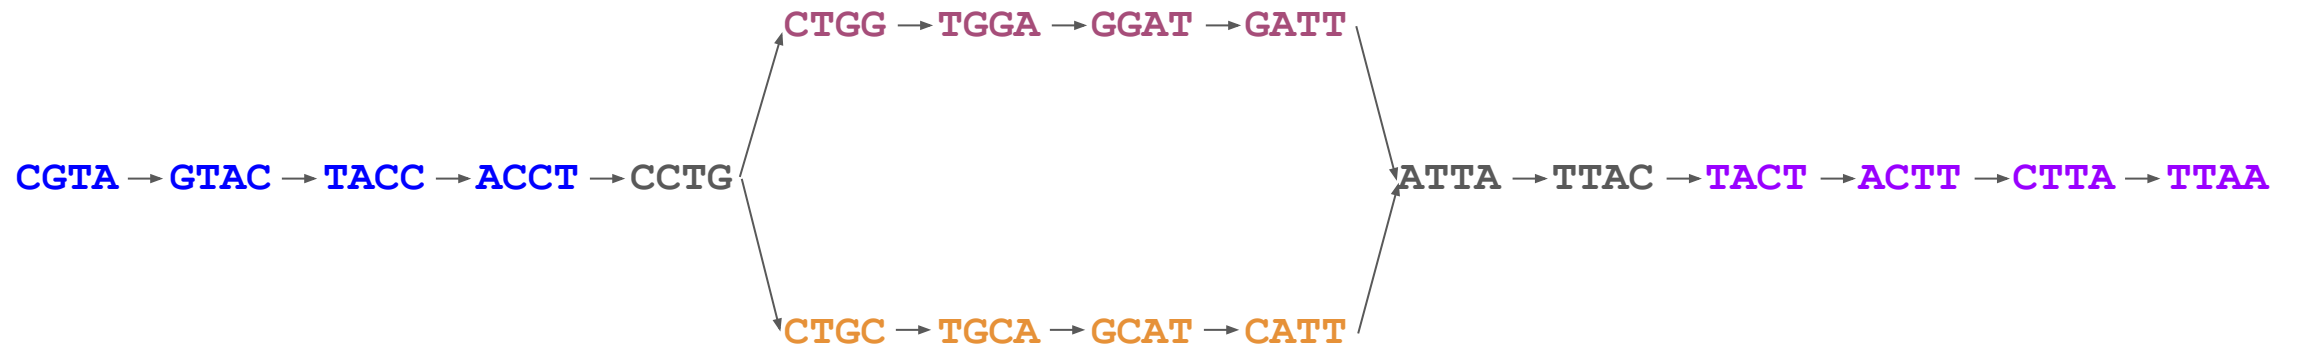 CTGG TGGA GGAT GATT
CGTA GTAC TACC ACCT CCTG ATTA TTAC TACT ACTT CTTA TTAA
CTGC TGCA GCAT CATT